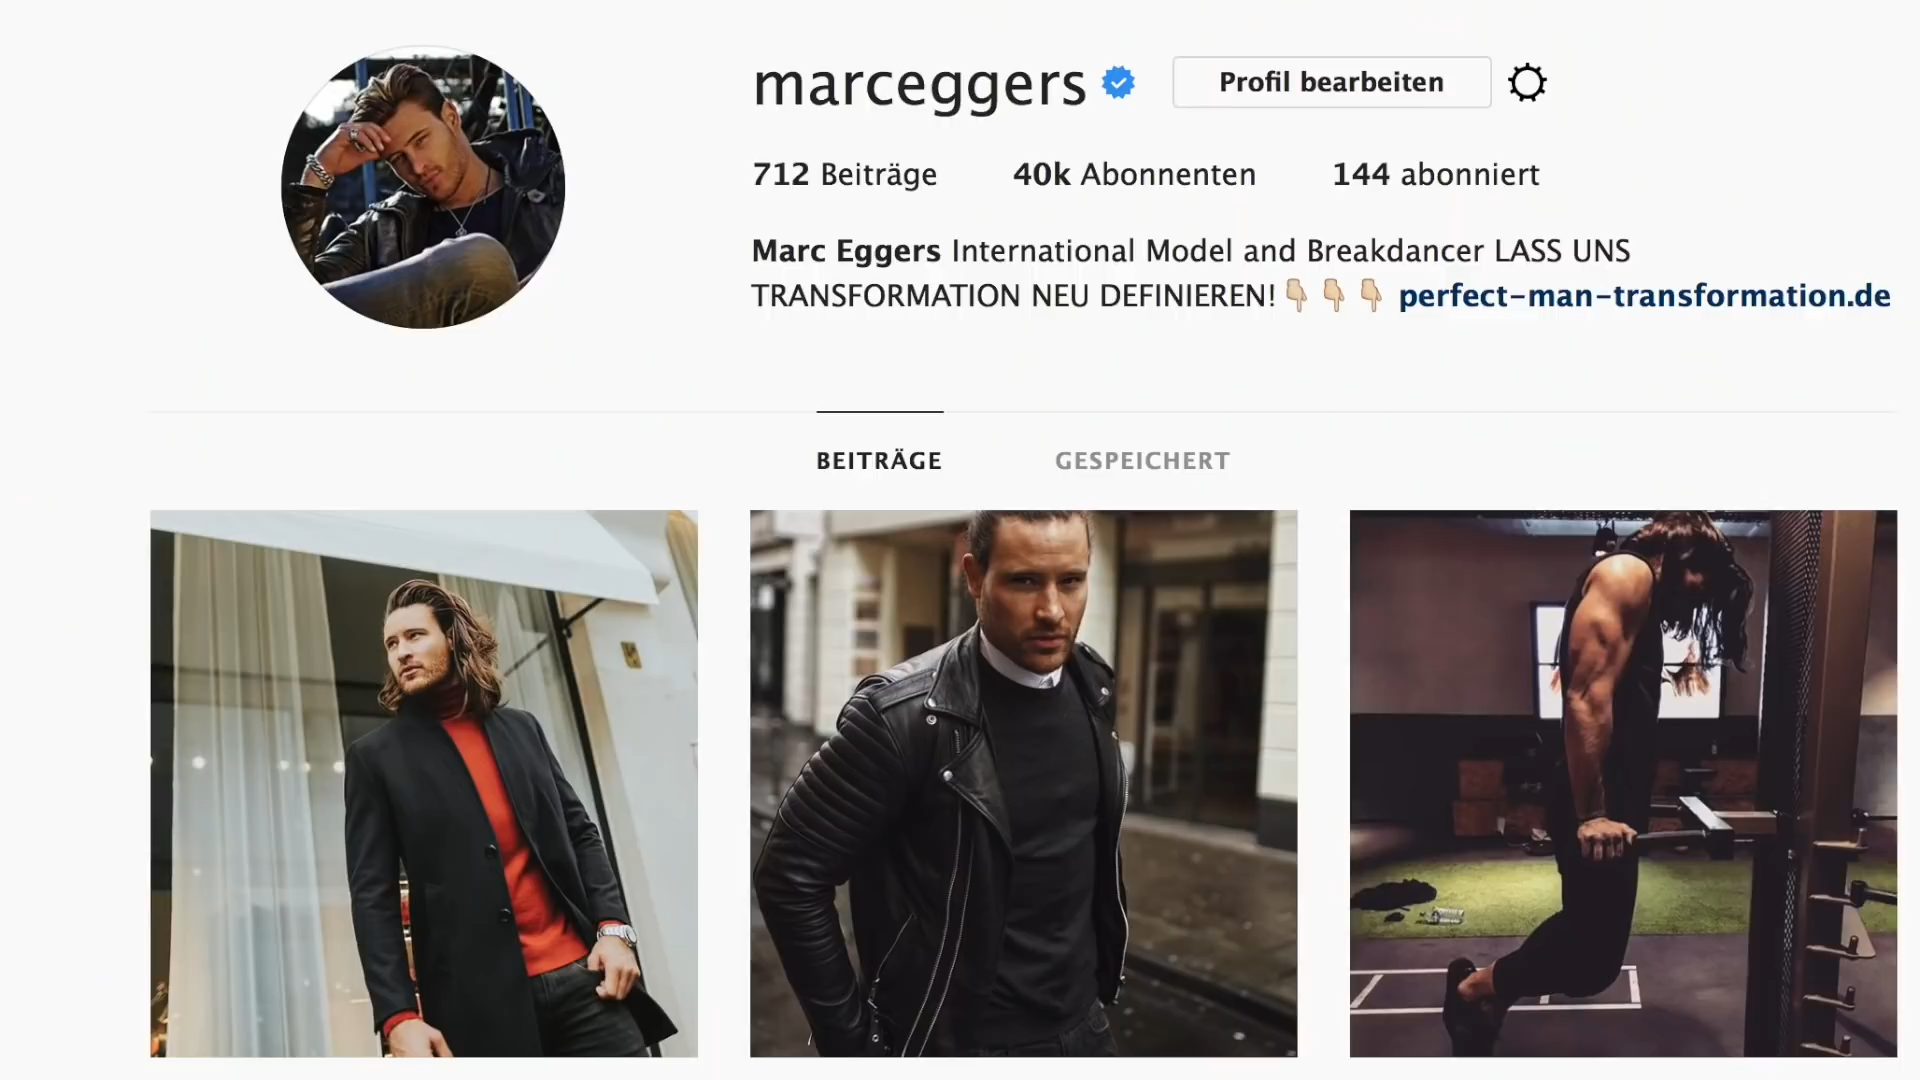 marceggers Profil bearbeiten
712 Beiträge 40k Abonnenten 144 abonniert
Marc Eggers International Model and Breakdancer LASS UNS
TRANSFORMATION NEU DEFINIEREN!👇🏼👇🏼👇🏼 perfect-man-transformation.de
BEITRÄGE GESPEICHERT